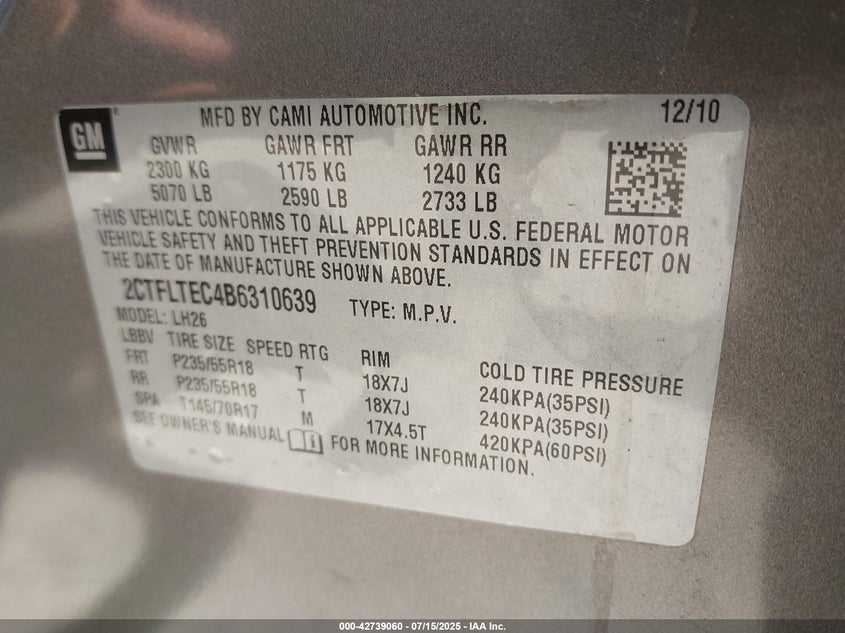 GM
MFD BY CAMI AUTOMOTIVE INC. 12/10
GVWR GAWR FRT GAWR RR
2300 KG 1175 KG 1240 KG
5070 LB 2590 LB 2733 LB
THIS VEHICLE CONFORMS TO ALL APPLICABLE U.S. FEDERAL MOTOR
VEHICLE SAFETY AND THEFT PREVENTION STANDARDS IN EFFECT ON
THE DATE OF MANUFACTURE SHOWN ABOVE.
2CTFLTEC4B6310639 TYPE: M.P.V.
MODEL: LH26
LBBV TIRE SIZE SPEED RTG RIM COLD TIRE PRESSURE
FRT P235/55R18 T 18X7J 240KPA(35PSI)
RR P235/55R18 T 18X7J 240KPA(35PSI)
SPA T145/70R17 M 17X4.5T 420KPA(60PSI)
SEE OWNER'S MANUAL FOR MORE INFORMATION.
000-42739060 - 07/15/2025 - IAA Inc.